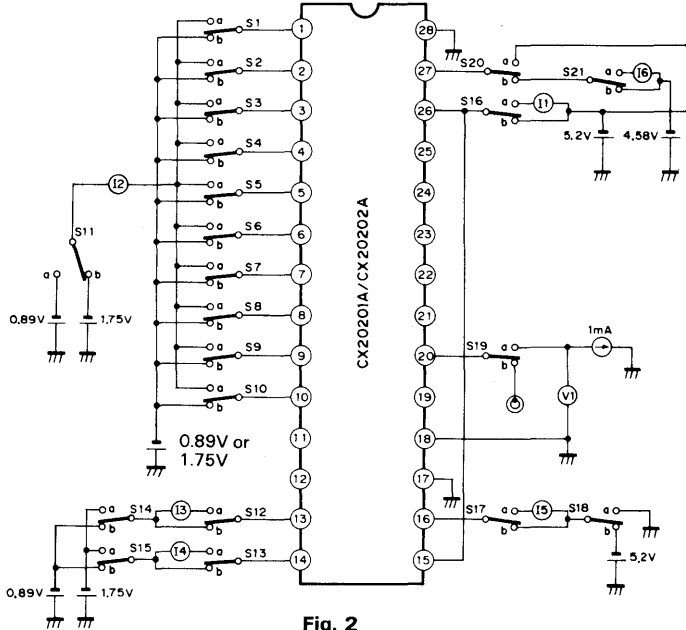 a S1 1
b
a S2 2
b
a S3 3
b
a S4 4
b
a S5 5
b
a S6 6
b
a S7 7
b
a S8 8
b
a S9 9
b
a S10 10
b
I2
S11
a b
0.89V 1.75V
0.89V or
1.75V
11
12
a S14 I3 a S12 13
b b
a S15 I4 a S13 14
b b
0.89V 1.75V
CX20201A/CX20202A
28
27 S20 a
b S21 a I6
b
26 S16 a I1
b
5.2V 4.58V
25
24
23
22
21
20 S19 a 1mA
b
19
V1
18
17
16 S17 a I5 S18 a
b b
5.2V
15
Fig. 2